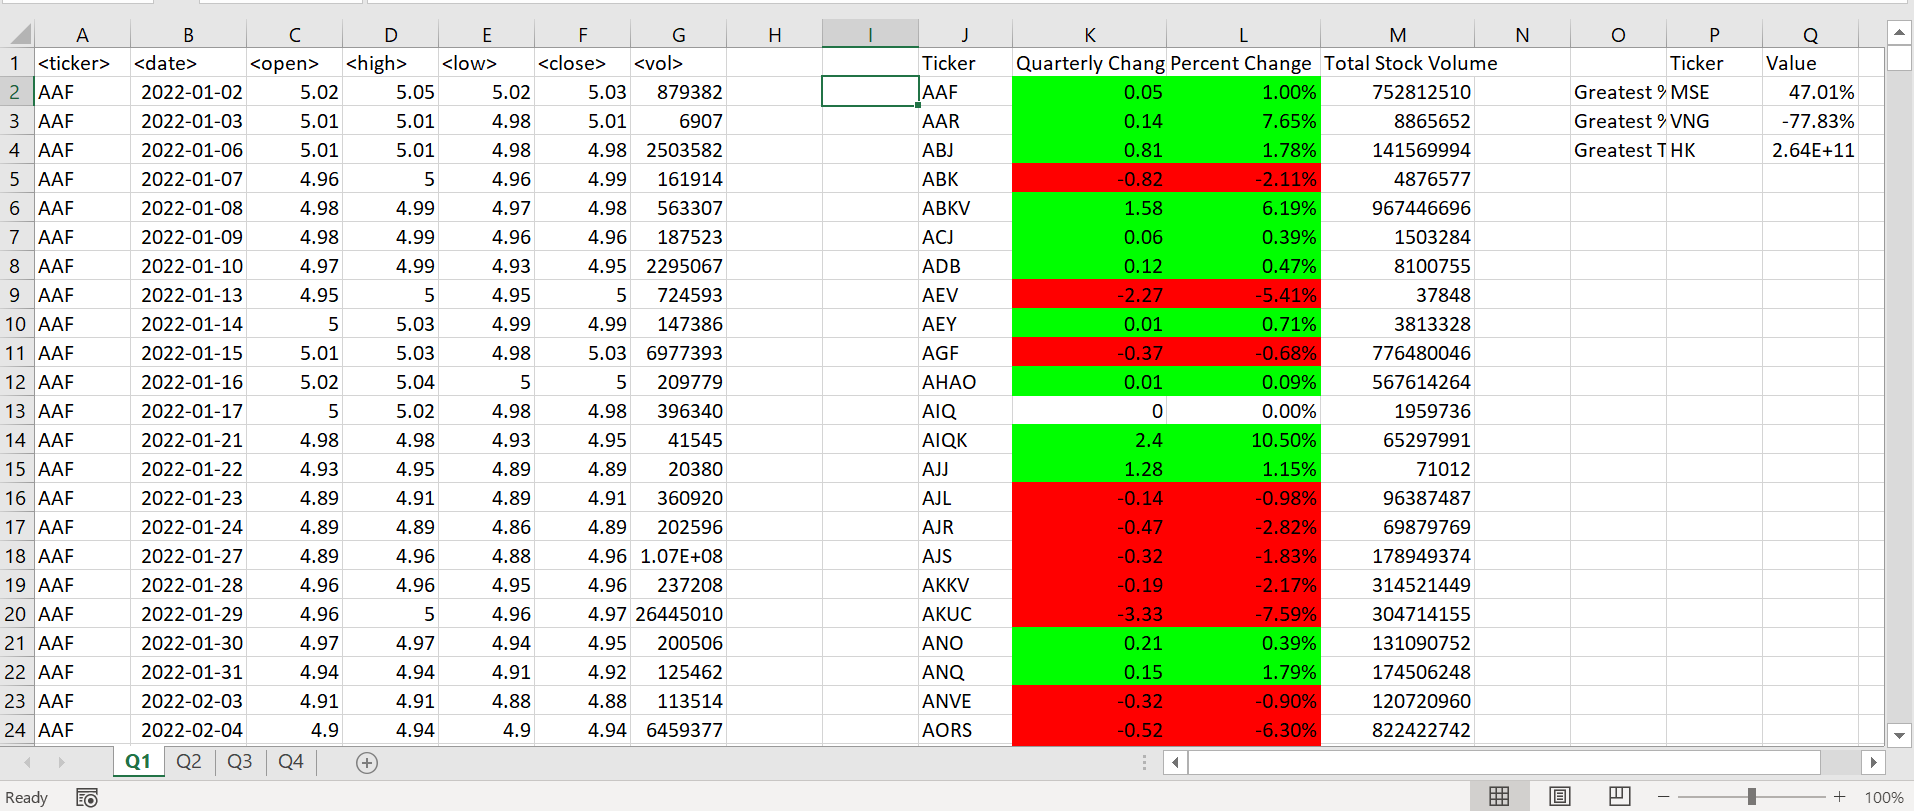 A B C D E F G H I J K L M N O P Q
1 <ticker> <date> <open> <high> <low> <close> <vol> Ticker Quarterly Chang Percent Change Total Stock Volume Ticker Value
2 AAF 2022-01-02 5.02 5.05 5.02 5.03 879382 AAF 0.05 1.00% 752812510 Greatest % MSE 47.01%
3 AAF 2022-01-03 5.01 5.01 4.98 5.01 6907 AAR 0.14 7.65% 8865652 Greatest % VNG -77.83%
4 AAF 2022-01-06 5.01 5.01 4.98 4.98 2503582 ABJ 0.81 1.78% 141569994 Greatest T HK 2.64E+11
5 AAF 2022-01-07 4.96 5 4.96 4.99 161914 ABK -0.82 -2.11% 4876577
6 AAF 2022-01-08 4.98 4.99 4.97 4.98 563307 ABKV 1.58 6.19% 967446696
7 AAF 2022-01-09 4.98 4.99 4.96 4.96 187523 ACJ 0.06 0.39% 1503284
8 AAF 2022-01-10 4.97 4.99 4.93 4.95 2295067 ADB 0.12 0.47% 8100755
9 AAF 2022-01-13 4.95 5 4.95 5 724593 AEV -2.27 -5.41% 37848
10 AAF 2022-01-14 5 5.03 4.99 4.99 147386 AEY 0.01 0.71% 3813328
11 AAF 2022-01-15 5.01 5.03 4.98 5.03 6977393 AGF -0.37 -0.68% 776480046
12 AAF 2022-01-16 5.02 5.04 5 5 209779 AHAO 0.01 0.09% 567614264
13 AAF 2022-01-17 5 5.02 4.98 4.98 396340 AIQ 0 0.00% 1959736
14 AAF 2022-01-21 4.98 4.98 4.93 4.95 41545 AIQK 2.4 10.50% 65297991
15 AAF 2022-01-22 4.93 4.95 4.89 4.89 20380 AJJ 1.28 1.15% 71012
16 AAF 2022-01-23 4.89 4.91 4.89 4.91 360920 AJL -0.14 -0.98% 96387487
17 AAF 2022-01-24 4.89 4.89 4.86 4.89 202596 AJR -0.47 -2.82% 69879769
18 AAF 2022-01-27 4.89 4.96 4.88 4.96 1.07E+08 AJS -0.32 -1.83% 178949374
19 AAF 2022-01-28 4.96 4.96 4.95 4.96 237208 AKKV -0.19 -2.17% 314521449
20 AAF 2022-01-29 4.96 5 4.96 4.97 26445010 AKUC -3.33 -7.59% 304714155
21 AAF 2022-01-30 4.97 4.97 4.94 4.95 200506 ANO 0.21 0.39% 131090752
22 AAF 2022-01-31 4.94 4.94 4.91 4.92 125462 ANQ 0.15 1.79% 174506248
23 AAF 2022-02-03 4.91 4.91 4.88 4.88 113514 ANVE -0.32 -0.90% 120720960
24 AAF 2022-02-04 4.9 4.94 4.9 4.94 6459377 AORS -0.52 -6.30% 822422742
Q1 Q2 Q3 Q4
Ready 100%